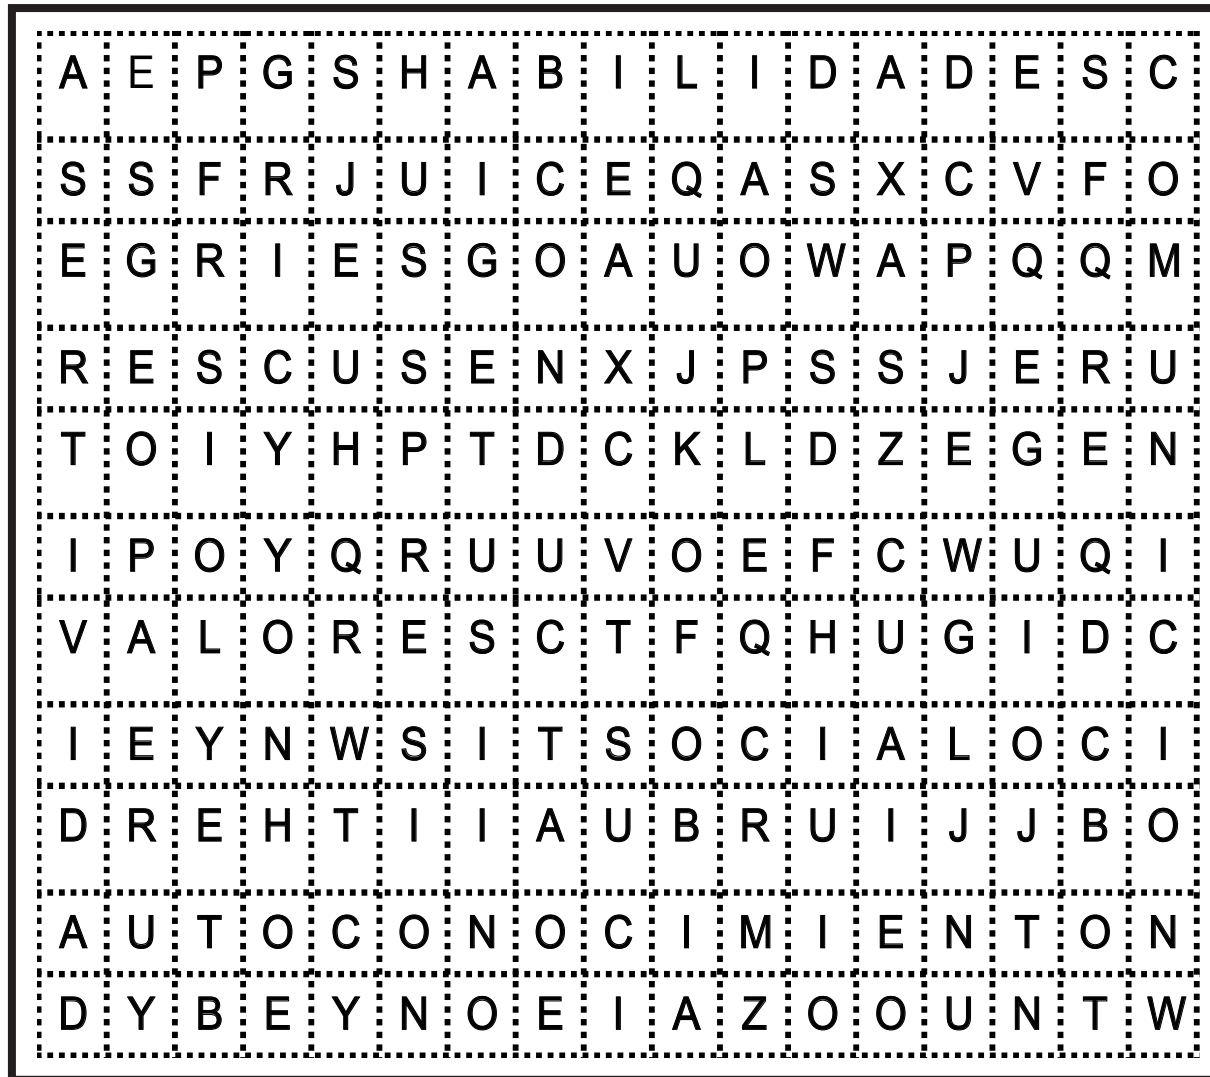 A E P G S H A B I L I D A D E S C
S S F R J U I C E Q A S X C V F O
E G R I E S G O A U O W A P Q Q M
R E S C U S E N X J P S S J E R U
T O I Y H P T D C K L D Z E G E N
I P O Y Q R U U V O E F C W U Q I
V A L O R E S C T F Q H U G I D C
I E Y N W S I T S O C I A L O C I
D R E H T I I A U B R U I J J B O
A U T O C O N O C I M I E N T O N
D Y B E Y N O E I A Z O O U N T W